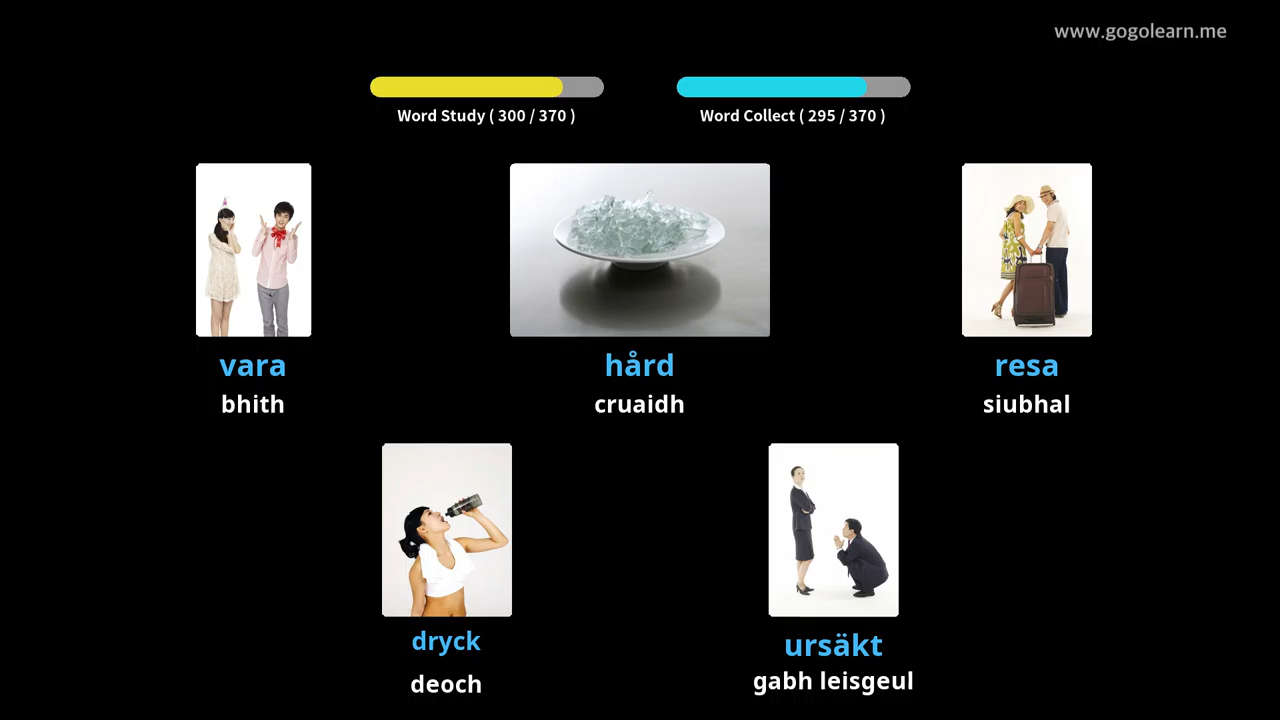 www.gogolearn.me
Word Study ( 300 / 370 )
Word Collect ( 295 / 370 )
vara
bhith
hård
cruaidh
resa
siubhal
dryck
deoch
ursäkt
gabh leisgeul